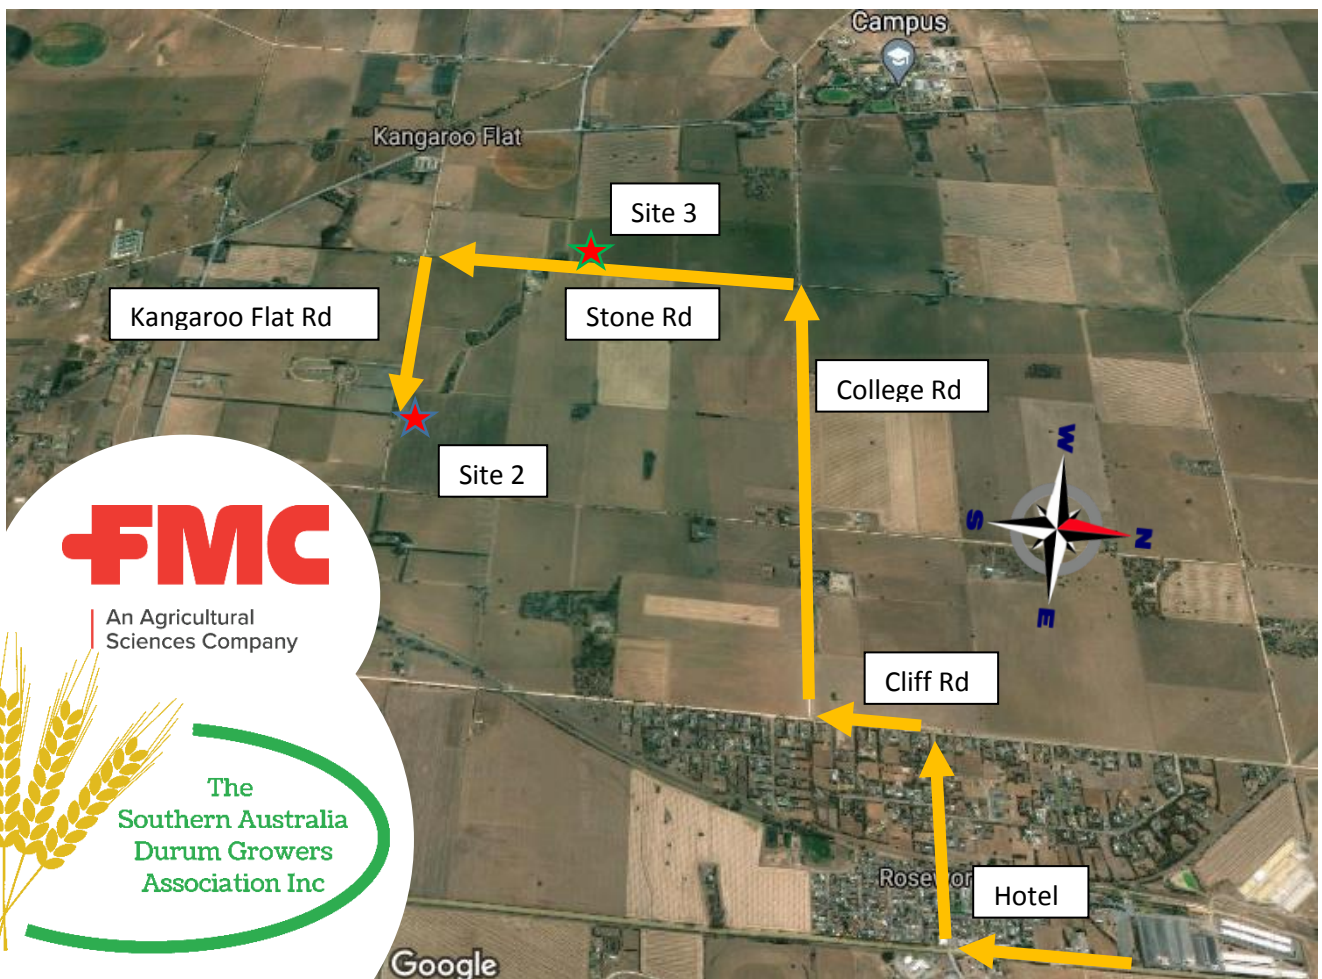 Campus
Kangaroo Flat
Site 3
Kangaroo Flat Rd
Stone Rd
College Rd
Site 2
W
S
N
E
FMC
An Agricultural
Sciences Company
Cliff Rd
The
Southern Australia
Durum Growers
Association Inc
Hotel
Google